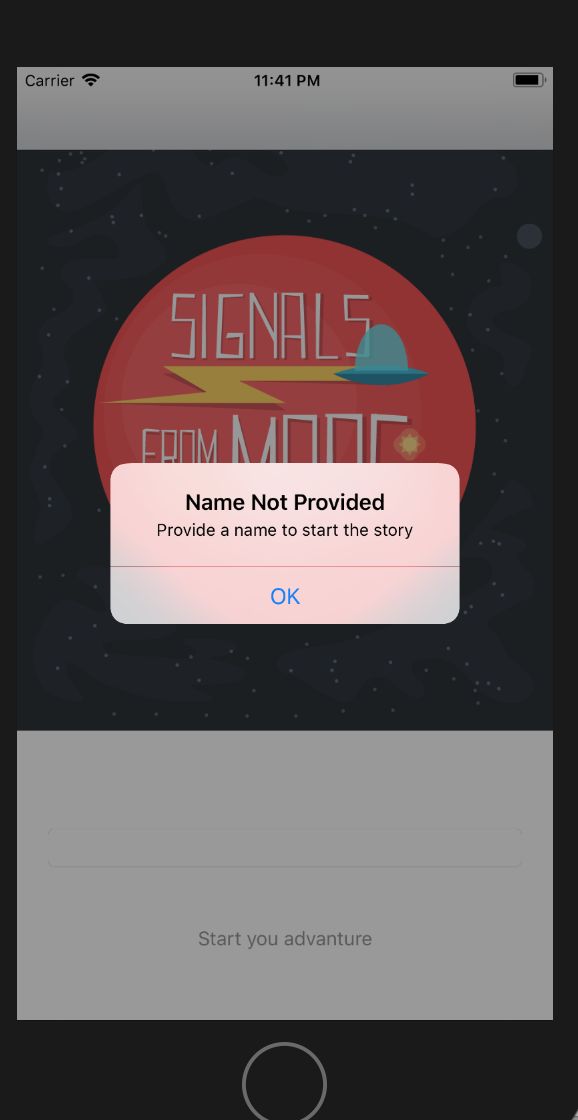 Carrier
11:41 PM
SIGNALS
FROM
Name Not Provided
Provide a name to start the story
OK
Start you advanture